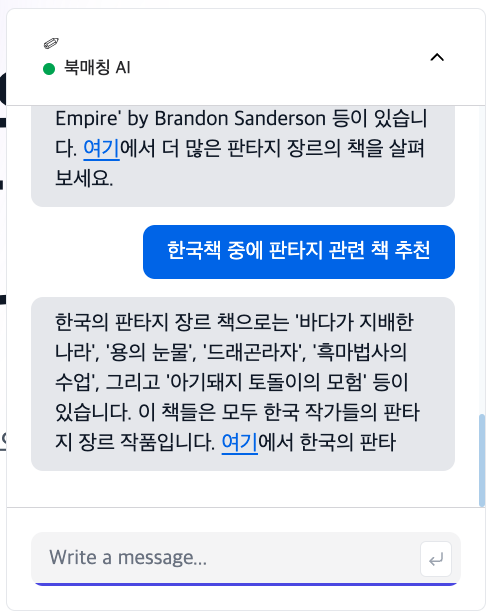 북매칭 AI
Empire' by Brandon Sanderson 등이 있습니
다. 여기에서 더 많은 판타지 장르의 책을 살펴
보세요.
한국책 중에 판타지 관련 책 추천
한국의 판타지 장르 책으로는 '바다가 지배한
나라', '용의 눈물', '드래곤라자', '흑마법사의
수업', 그리고 '아기돼지 토돌이의 모험' 등이
있습니다. 이 책들은 모두 한국 작가들의 판타
지 장르 작품입니다. 여기에서 한국의 판타
Write a message...